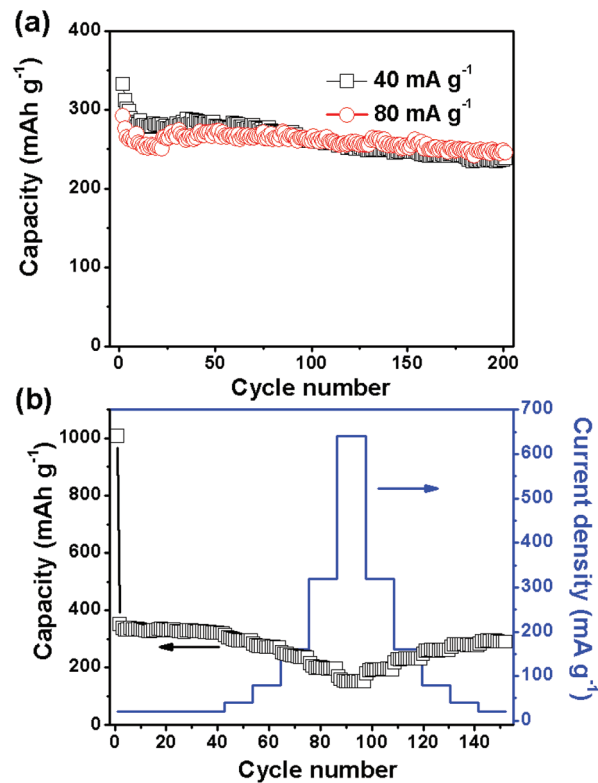 (a)
400
300
200
100
0
Capacity (mAh g⁻¹)
40 mA g⁻¹
80 mA g⁻¹
0 50 100 150 200
Cycle number
(b)
1000
800
600
400
200
0
Capacity (mAh g⁻¹)
700
600
500
400
300
200
100
0
Current density (mA g⁻¹)
0 20 40 60 80 100 120 140
Cycle number